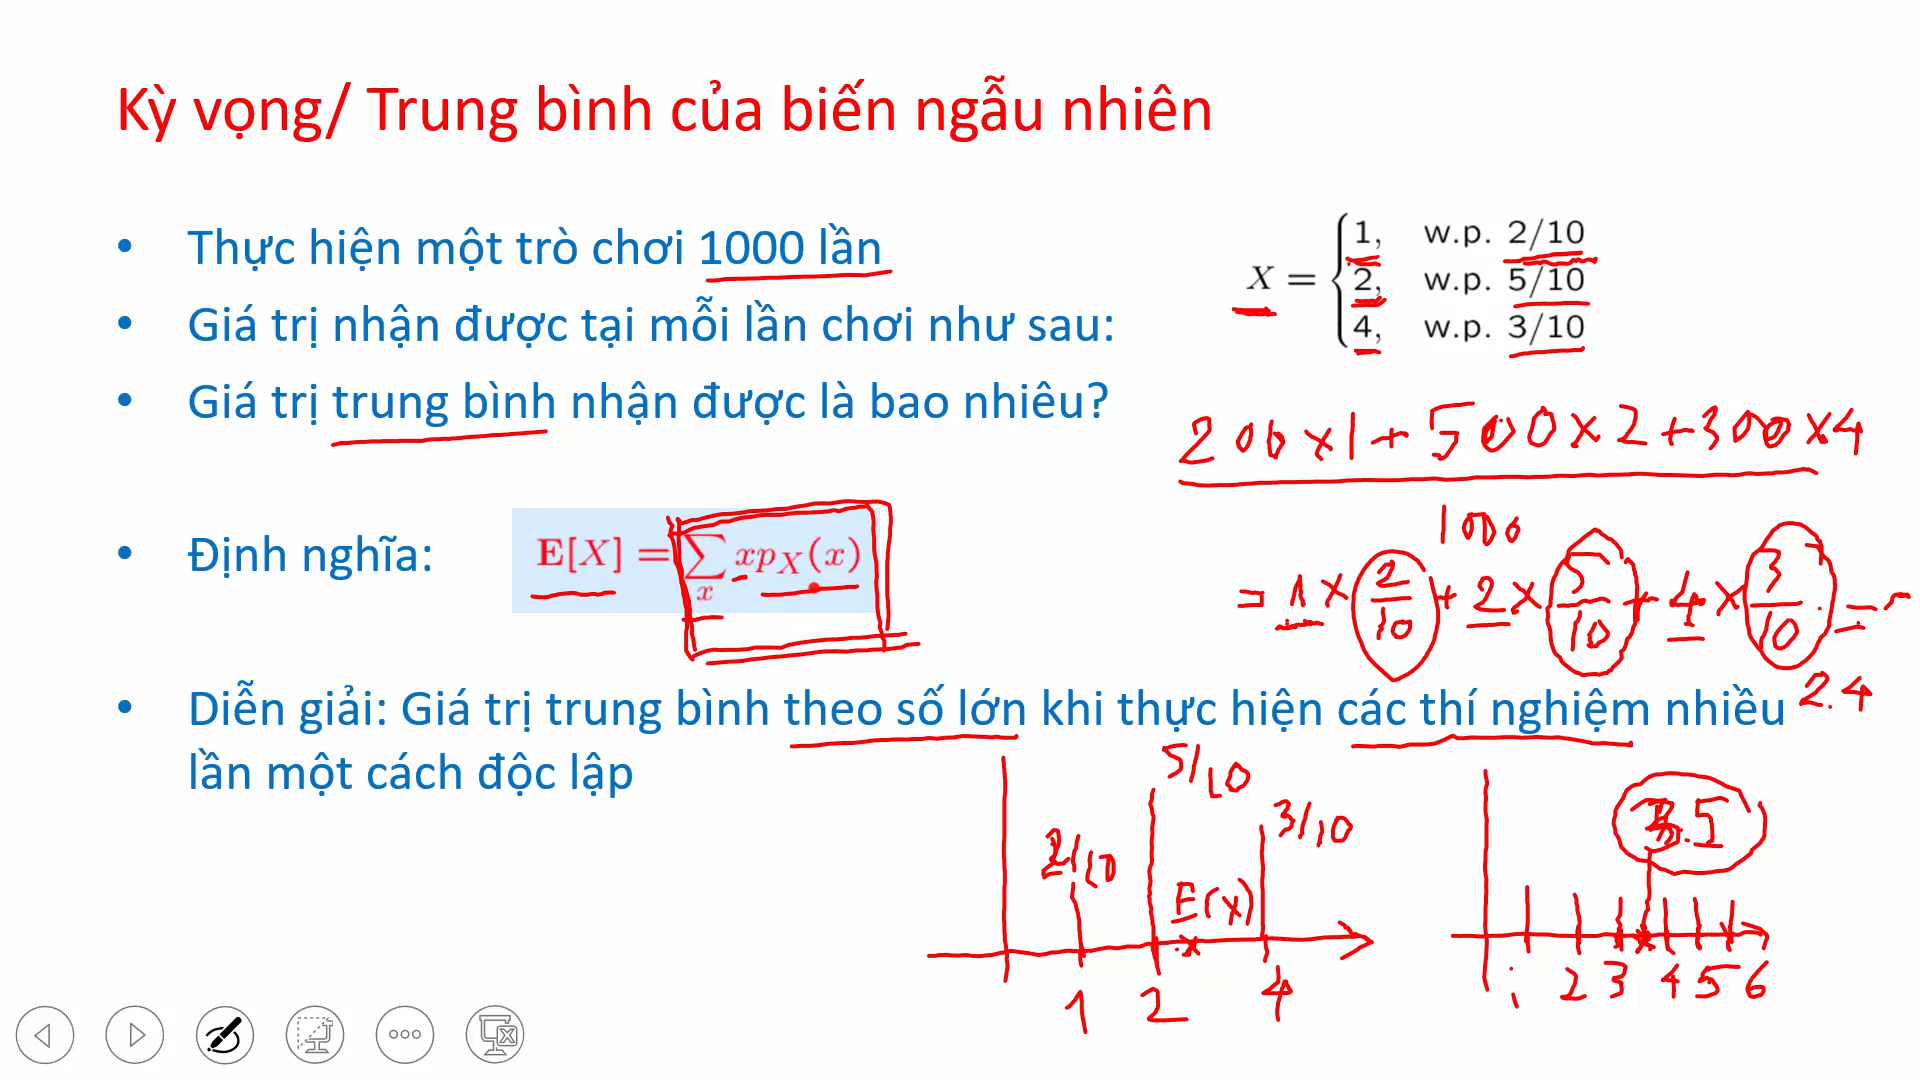 Kỳ vọng/ Trung bình của biến ngẫu nhiên
• Thực hiện một trò chơi 1000 lần
• Giá trị nhận được tại mỗi lần chơi như sau:
• Giá trị trung bình nhận được là bao nhiêu?
X = { 1, w.p. 2/10
2, w.p. 5/10
4, w.p. 3/10
200 x 1 + 500 x 2 + 300 x 4
1000
= 1 x 2/10 + 2 x 5/10 + 4 x 3/10 =
2.4
• Định nghĩa: E[X] = ∑x xpX(x)
• Diễn giải: Giá trị trung bình theo số lớn khi thực hiện các thí nghiệm nhiều
lần một cách độc lập
5/10
2/10
3/10
E(x)
1 2 4
3.5
2 3 4 5 6